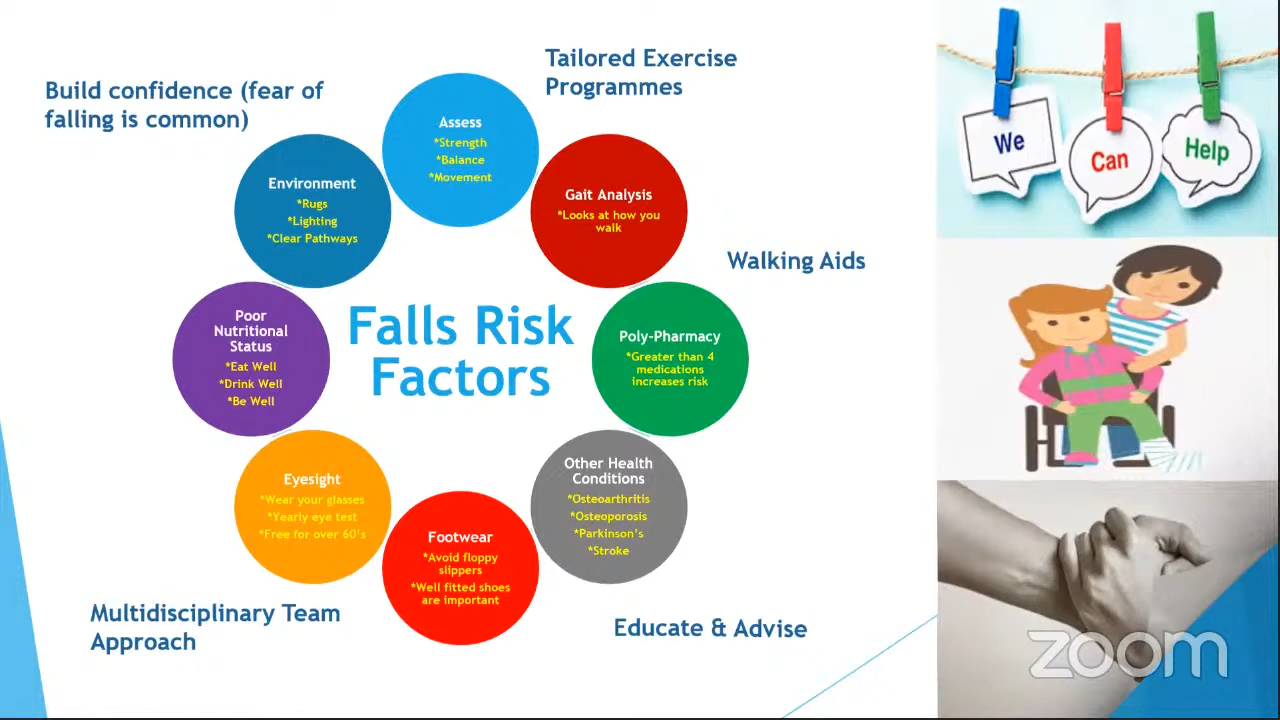 Build confidence (fear of
falling is common)
Tailored Exercise
Programmes
Assess
*Strength
*Balance
*Movement
Gait Analysis
*Looks at how you
walk
Walking Aids
Poly-Pharmacy
*Greater than 4
medications
increases risk
Other Health
Conditions
*Osteoarthritis
*Osteoporosis
*Parkinson's
*Stroke
Educate & Advise
Footwear
*Avoid floppy
slippers
*Well fitted shoes
are important
Multidisciplinary Team
Approach
Eyesight
*Wear your glasses
*Yearly eye test
*Free for over 60's
Poor
Nutritional
Status
*Eat Well
*Drink Well
*Be Well
Environment
*Rugs
*Lighting
*Clear Pathways
Falls Risk
Factors
We
Can
Help
zoom